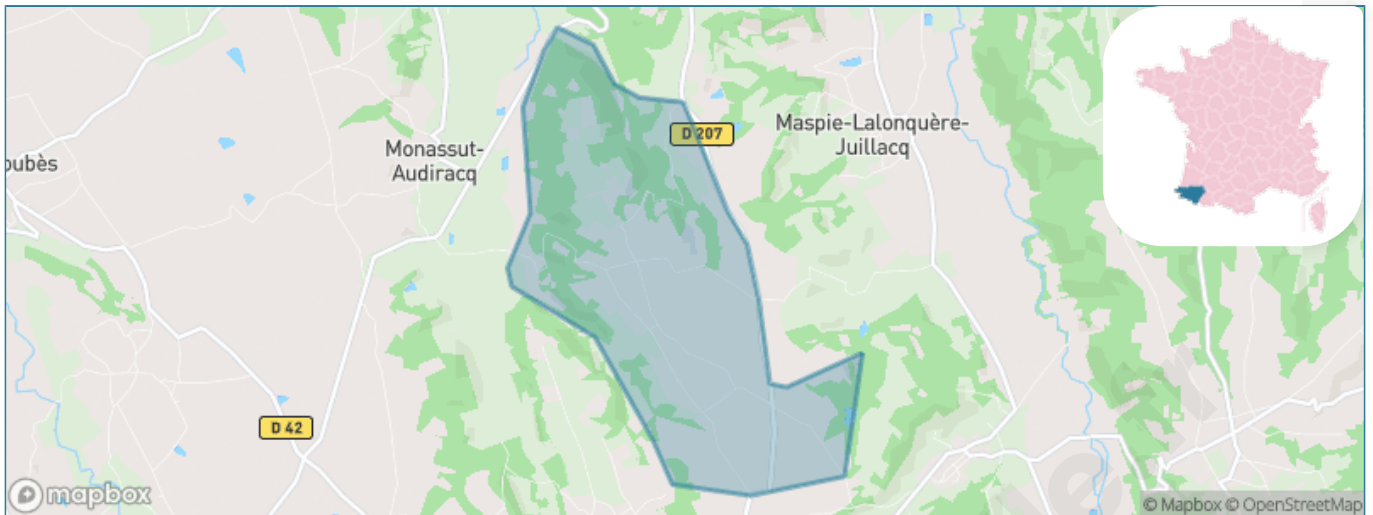 D 207
Maspie-Lalonquère-
Juillacq
Monassut-
Audiracq
oubès
D 42
mapbox
© Mapbox © OpenStreetMap